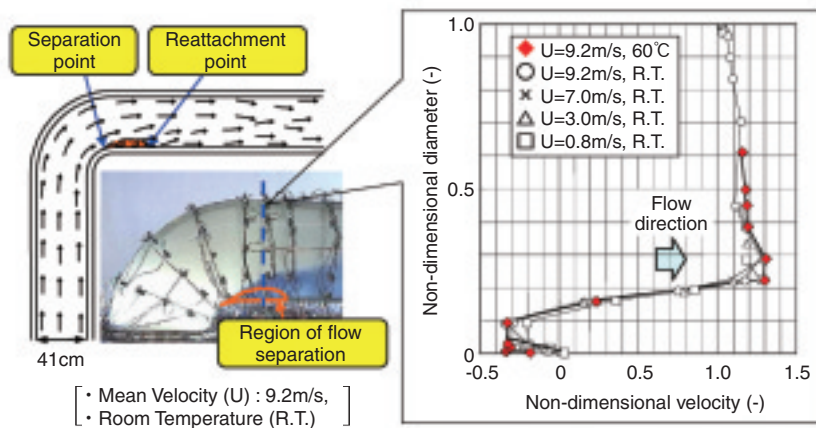 Separation
point
Reattachment
point
41cm
Region of flow
separation
・Mean Velocity (U) : 9.2m/s,
・Room Temperature (R.T.)
Non-dimensional diameter (-)
1.0
0.5
0
U=9.2m/s, 60℃
U=9.2m/s, R.T.
U=7.0m/s, R.T.
U=3.0m/s, R.T.
U=0.8m/s, R.T.
Flow
direction
-0.5 0 0.5 1.0 1.5
Non-dimensional velocity (-)